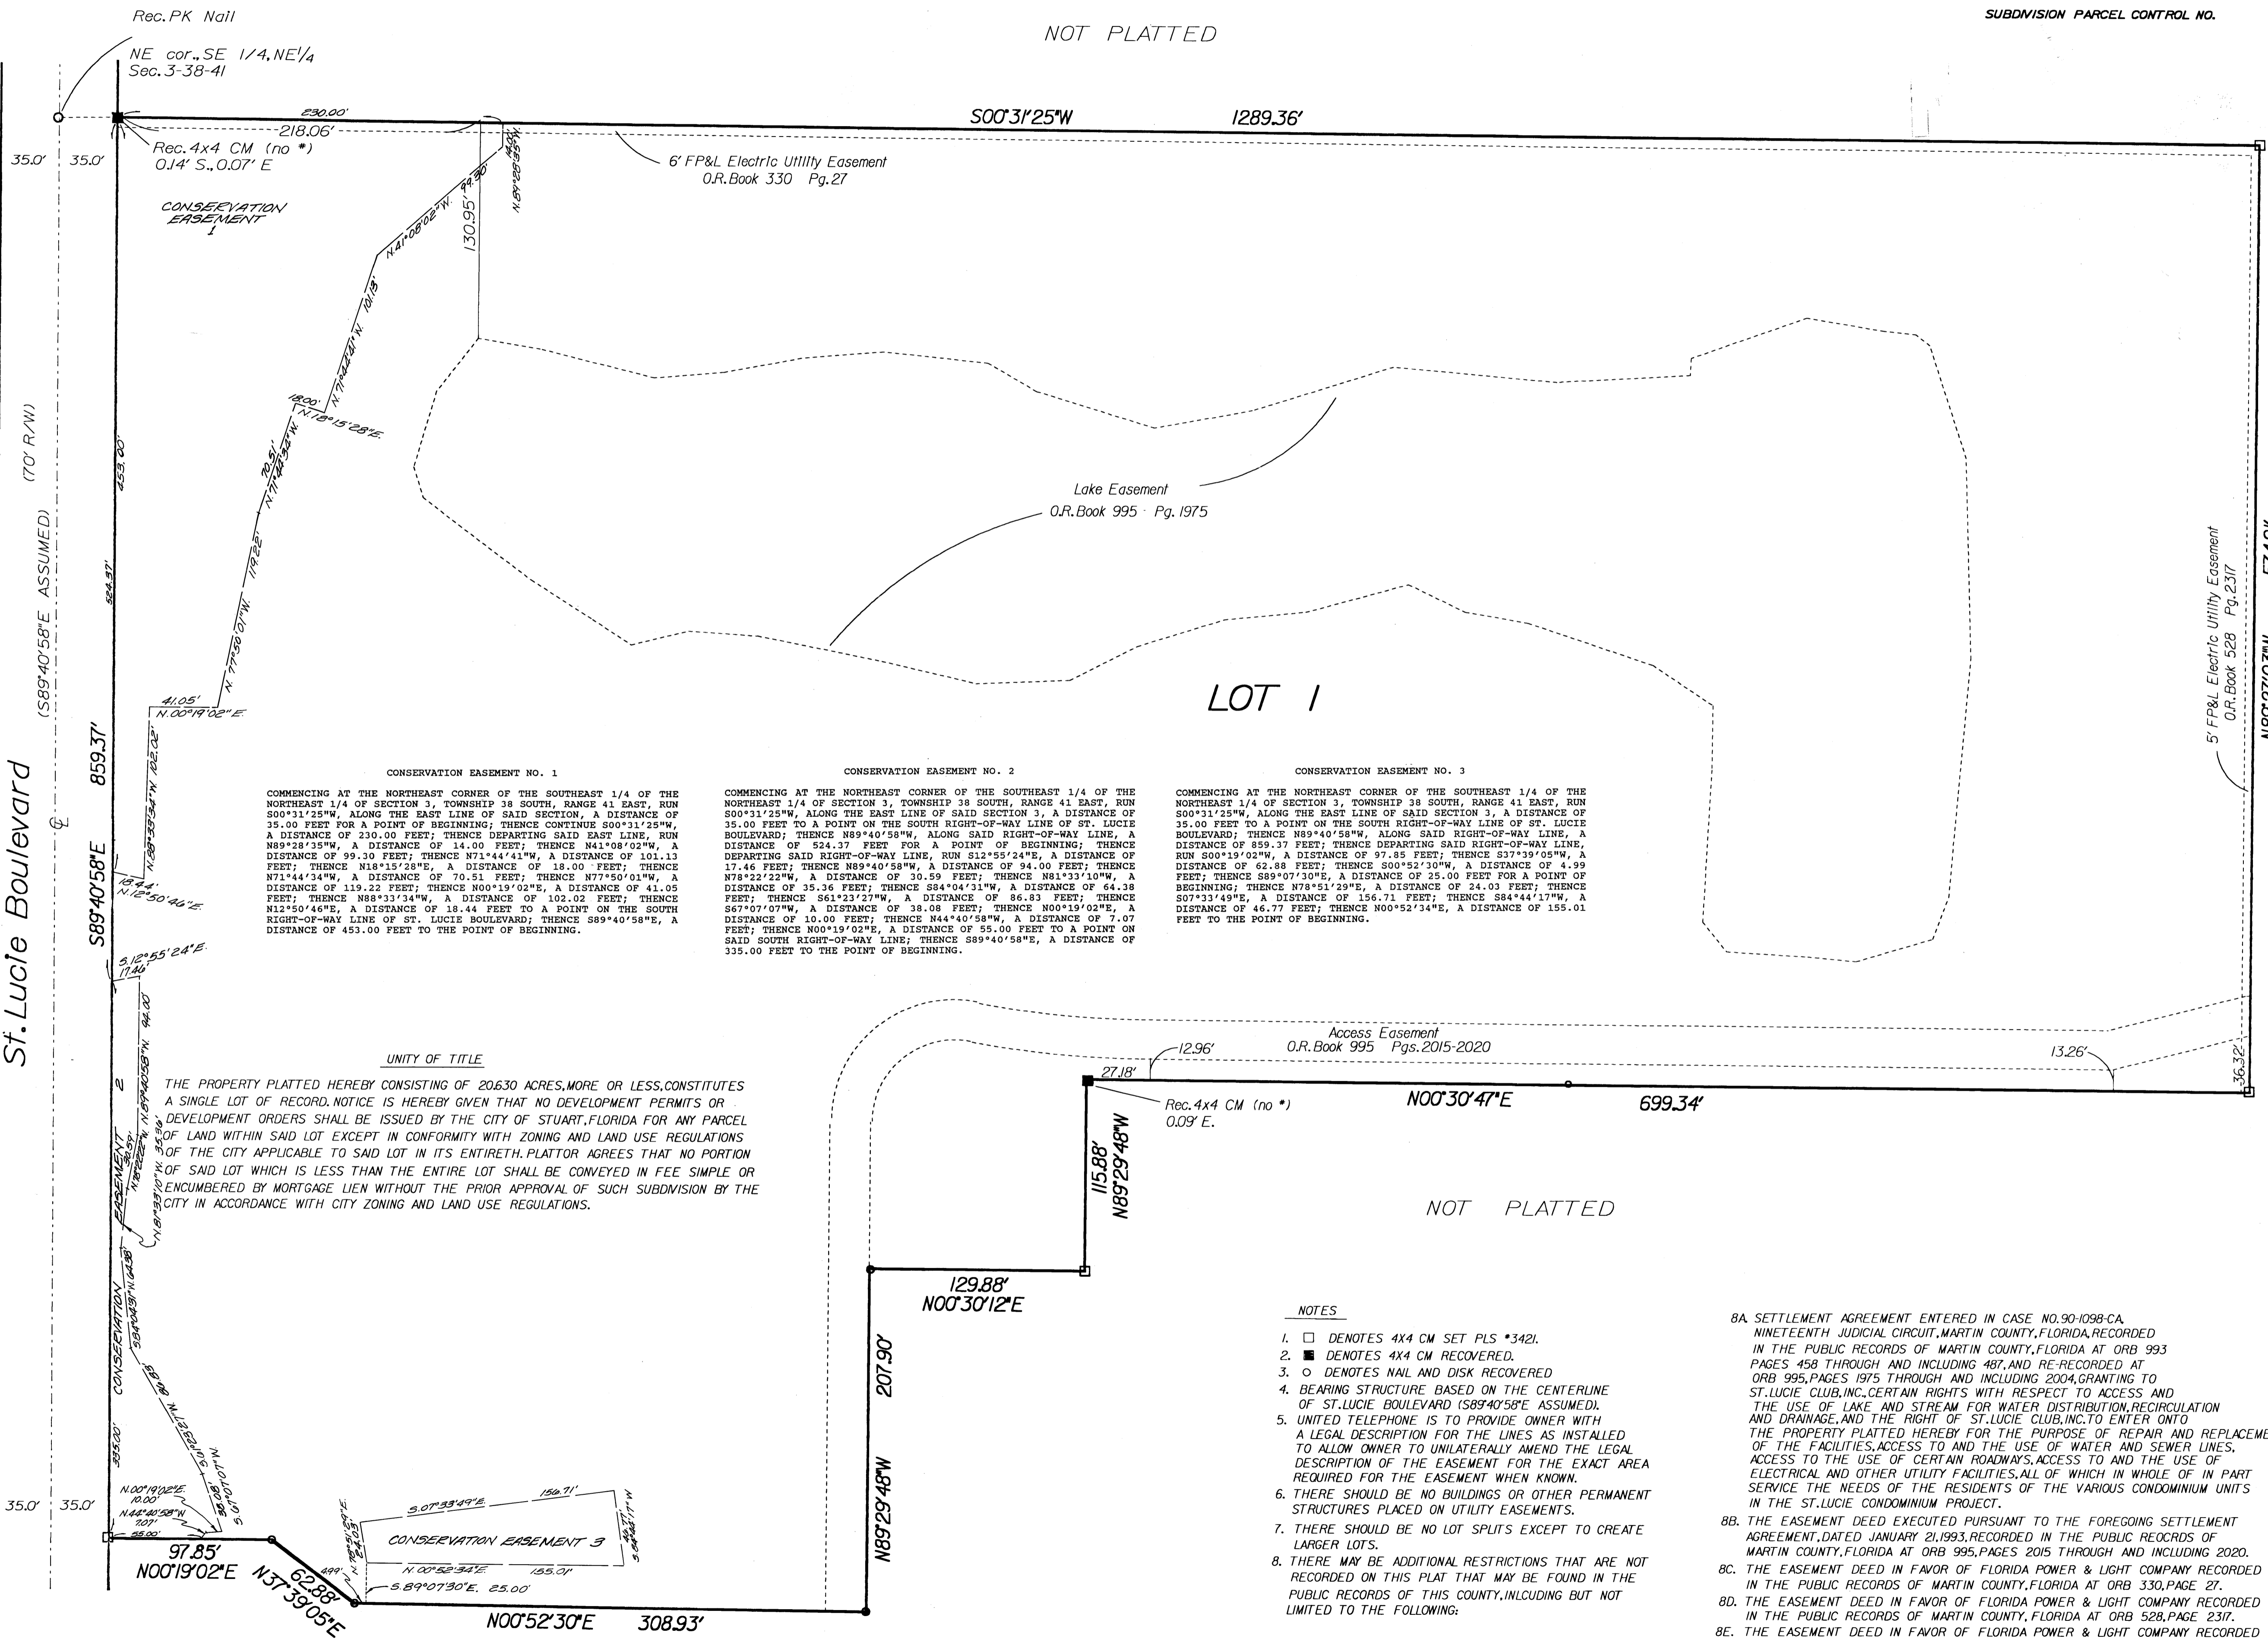 SUBDIVISION PARCEL CONTROL NO.
Rec. PK Nail
NOT PLATTED
NE cor., SE 1/4, NE 1/4
Sec. 3-38-41
230.00'
218.06'
S00°31'25"W 1289.36'
35.0' 35.0'
Rec. 4x4 CM (no *)
0.14' S., 0.07' E
6' FP&L Electric Utility Easement
O.R. Book 330 Pg. 27
14.00'
N.89°28'35"W.
99.30'
N.41°08'02"W.
130.95'
CONSERVATION
EASEMENT
1
N.71°44'41"W. 101.13'
18.00'
N.18°15'28"E.
70.51'
N.71°44'34"W.
453.00'
524.37'
(70' R/W)
(S89°40'58"E ASSUMED)
St. Lucie Boulevard
S89°40'58"E 859.37'
N.77°50'01"W. 119.22'
41.05'
N.00°19'02"E.
N.88°33'34"W. 102.02'
18.44'
N.12°50'46"E.
Lake Easement
O.R. Book 995 Pg. 1975
LOT 1
5' FP&L Electric Utility Easement
O.R. Book 528 Pg. 2317
CONSERVATION EASEMENT NO. 1
COMMENCING AT THE NORTHEAST CORNER OF THE SOUTHEAST 1/4 OF THE
NORTHEAST 1/4 OF SECTION 3, TOWNSHIP 38 SOUTH, RANGE 41 EAST, RUN
S00°31'25"W, ALONG THE EAST LINE OF SAID SECTION, A DISTANCE OF
35.00 FEET FOR A POINT OF BEGINNING; THENCE CONTINUE S00°31'25"W,
A DISTANCE OF 230.00 FEET; THENCE DEPARTING SAID EAST LINE, RUN
N89°28'35"W, A DISTANCE OF 14.00 FEET; THENCE N41°08'02"W, A
DISTANCE OF 99.30 FEET; THENCE N71°44'41"W, A DISTANCE OF 101.13
FEET; THENCE N18°15'28"E, A DISTANCE OF 18.00 FEET; THENCE
N71°44'34"W, A DISTANCE OF 70.51 FEET; THENCE N77°50'01"W, A
DISTANCE OF 119.22 FEET; THENCE N00°19'02"E, A DISTANCE OF 41.05
FEET; THENCE N88°33'34"W, A DISTANCE OF 102.02 FEET; THENCE
N12°50'46"E, A DISTANCE OF 18.44 FEET TO A POINT ON THE SOUTH
RIGHT-OF-WAY LINE OF ST. LUCIE BOULEVARD; THENCE S89°40'58"E, A
DISTANCE OF 453.00 FEET TO THE POINT OF BEGINNING.
CONSERVATION EASEMENT NO. 2
COMMENCING AT THE NORTHEAST CORNER OF THE SOUTHEAST 1/4 OF THE
NORTHEAST 1/4 OF SECTION 3, TOWNSHIP 38 SOUTH, RANGE 41 EAST, RUN
S00°31'25"W, ALONG THE EAST LINE OF SAID SECTION 3, A DISTANCE OF
35.00 FEET TO A POINT ON THE SOUTH RIGHT-OF-WAY LINE OF ST. LUCIE
BOULEVARD; THENCE N89°40'58"W, ALONG SAID RIGHT-OF-WAY LINE, A
DISTANCE OF 524.37 FEET FOR A POINT OF BEGINNING; THENCE
DEPARTING SAID RIGHT-OF-WAY LINE, RUN S12°55'24"E, A DISTANCE OF
17.46 FEET; THENCE N89°40'58"W, A DISTANCE OF 94.00 FEET; THENCE
N78°22'22"W, A DISTANCE OF 30.59 FEET; THENCE N81°33'10"W, A
DISTANCE OF 35.36 FEET; THENCE S84°04'31"W, A DISTANCE OF 64.38
FEET; THENCE S61°23'27"W, A DISTANCE OF 86.83 FEET; THENCE
S67°07'07"W, A DISTANCE OF 38.08 FEET; THENCE N00°19'02"E, A
DISTANCE OF 10.00 FEET; THENCE N44°40'58"W, A DISTANCE OF 7.07
FEET; THENCE N00°19'02"E, A DISTANCE OF 55.00 FEET TO A POINT ON
SAID SOUTH RIGHT-OF-WAY LINE; THENCE S89°40'58"E, A DISTANCE OF
335.00 FEET TO THE POINT OF BEGINNING.
CONSERVATION EASEMENT NO. 3
COMMENCING AT THE NORTHEAST CORNER OF THE SOUTHEAST 1/4 OF THE
NORTHEAST 1/4 OF SECTION 3, TOWNSHIP 38 SOUTH, RANGE 41 EAST, RUN
S00°31'25"W, ALONG THE EAST LINE OF SAID SECTION 3, A DISTANCE OF
35.00 FEET TO A POINT ON THE SOUTH RIGHT-OF-WAY LINE OF ST. LUCIE
BOULEVARD; THENCE N89°40'58"W, ALONG SAID RIGHT-OF-WAY LINE, A
DISTANCE OF 859.37 FEET; THENCE DEPARTING SAID RIGHT-OF-WAY LINE,
RUN S00°19'02"W, A DISTANCE OF 97.85 FEET; THENCE S37°39'05"W, A
DISTANCE OF 62.88 FEET; THENCE S00°52'30"W, A DISTANCE OF 4.99
FEET; THENCE S89°07'30"E, A DISTANCE OF 25.00 FEET FOR A POINT OF
BEGINNING; THENCE N78°51'29"E, A DISTANCE OF 24.03 FEET; THENCE
S07°33'49"E, A DISTANCE OF 156.71 FEET; THENCE S84°44'17"W, A
DISTANCE OF 46.77 FEET; THENCE N00°52'34"E, A DISTANCE OF 155.01
FEET TO THE POINT OF BEGINNING.
S.12°55'24"E.
17.46'
N.89°40'58"W. 94.00'
30.59'
N.78°22'22"W.
N.81°33'10"W. 35.36'
CONSERVATION EASEMENT 2
S.84°04'31"W. 64.38'
S.61°23'27"W. 86.83'
38.08'
S.67°07'07"W.
335.00'
UNITY OF TITLE
THE PROPERTY PLATTED HEREBY CONSISTING OF 20.630 ACRES, MORE OR LESS, CONSTITUTES
A SINGLE LOT OF RECORD. NOTICE IS HEREBY GIVEN THAT NO DEVELOPMENT PERMITS OR
DEVELOPMENT ORDERS SHALL BE ISSUED BY THE CITY OF STUART, FLORIDA FOR ANY PARCEL
OF LAND WITHIN SAID LOT EXCEPT IN CONFORMITY WITH ZONING AND LAND USE REGULATIONS
OF THE CITY APPLICABLE TO SAID LOT IN ITS ENTIRETH. PLATTOR AGREES THAT NO PORTION
OF SAID LOT WHICH IS LESS THAN THE ENTIRE LOT SHALL BE CONVEYED IN FEE SIMPLE OR
ENCUMBERED BY MORTGAGE LIEN WITHOUT THE PRIOR APPROVAL OF SUCH SUBDIVISION BY THE
CITY IN ACCORDANCE WITH CITY ZONING AND LAND USE REGULATIONS.
Access Easement
O.R. Book 995 Pgs. 2015-2020
12.96'
13.26'
36.32'
27.18'
Rec. 4x4 CM (no *)
0.09' E.
N00°30'47"E 699.34'
115.88'
N89°29'48"W
NOT PLATTED
129.88'
N00°30'12"E
N89°29'48"W 207.90'
35.0' 35.0'
N.00°19'02"E.
10.00'
N.44°40'58"W
7.07'
55.00'
97.85'
N00°19'02"E
62.88'
N37°39'05"E
4.99'
N.78°51'29"E.
24.03'
S.07°33'49"E. 156.71'
CONSERVATION EASEMENT 3
46.77'
S.84°44'17"W
N.00°52'34"E. 155.01'
S.89°07'30"E. 25.00'
N00°52'30"E 308.93'
NOTES
1. □ DENOTES 4X4 CM SET PLS *3421.
2. ■ DENOTES 4X4 CM RECOVERED.
3. ○ DENOTES NAIL AND DISK RECOVERED
4. BEARING STRUCTURE BASED ON THE CENTERLINE
OF ST. LUCIE BOULEVARD (S89°40'58"E ASSUMED).
5. UNITED TELEPHONE IS TO PROVIDE OWNER WITH
A LEGAL DESCRIPTION FOR THE LINES AS INSTALLED
TO ALLOW OWNER TO UNILATERALLY AMEND THE LEGAL
DESCRIPTION OF THE EASEMENT FOR THE EXACT AREA
REQUIRED FOR THE EASEMENT WHEN KNOWN.
6. THERE SHOULD BE NO BUILDINGS OR OTHER PERMANENT
STRUCTURES PLACED ON UTILITY EASEMENTS.
7. THERE SHOULD BE NO LOT SPLITS EXCEPT TO CREATE
LARGER LOTS.
8. THERE MAY BE ADDITIONAL RESTRICTIONS THAT ARE NOT
RECORDED ON THIS PLAT THAT MAY BE FOUND IN THE
PUBLIC RECORDS OF THIS COUNTY, INLCUDING BUT NOT
LIMITED TO THE FOLLOWING:
8A. SETTLEMENT AGREEMENT ENTERED IN CASE NO. 90-1098-CA,
NINETEENTH JUDICIAL CIRCUIT, MARTIN COUNTY, FLORIDA, RECORDED
IN THE PUBLIC RECORDS OF MARTIN COUNTY, FLORIDA AT ORB 993
PAGES 458 THROUGH AND INCLUDING 487, AND RE-RECORDED AT
ORB 995, PAGES 1975 THROUGH AND INCLUDING 2004, GRANTING TO
ST. LUCIE CLUB, INC., CERTAIN RIGHTS WITH RESPECT TO ACCESS AND
THE USE OF LAKE AND STREAM FOR WATER DISTRIBUTION, RECIRCULATION
AND DRAINAGE, AND THE RIGHT OF ST. LUCIE CLUB, INC. TO ENTER ONTO
THE PROPERTY PLATTED HEREBY FOR THE PURPOSE OF REPAIR AND REPLACEME
OF THE FACILITIES, ACCESS TO AND THE USE OF WATER AND SEWER LINES,
ACCESS TO THE USE OF CERTAIN ROADWAYS, ACCESS TO AND THE USE OF
ELECTRICAL AND OTHER UTILITY FACILITIES, ALL OF WHICH IN WHOLE OF IN PART
SERVICE THE NEEDS OF THE RESIDENTS OF THE VARIOUS CONDOMINIUM UNITS
IN THE ST. LUCIE CONDOMINIUM PROJECT.
8B. THE EASEMENT DEED EXECUTED PURSUANT TO THE FOREGOING SETTLEMENT
AGREEMENT, DATED JANUARY 21, 1993, RECORDED IN THE PUBLIC REOCRDS OF
MARTIN COUNTY, FLORIDA AT ORB 995, PAGES 2015 THROUGH AND INCLUDING 2020.
8C. THE EASEMENT DEED IN FAVOR OF FLORIDA POWER & LIGHT COMPANY RECORDED
IN THE PUBLIC RECORDS OF MARTIN COUNTY, FLORIDA AT ORB 330, PAGE 27.
8D. THE EASEMENT DEED IN FAVOR OF FLORIDA POWER & LIGHT COMPANY RECORDED
IN THE PUBLIC RECORDS OF MARTIN COUNTY, FLORIDA AT ORB 528, PAGE 2317.
8E. THE EASEMENT DEED IN FAVOR OF FLORIDA POWER & LIGHT COMPANY RECORDED